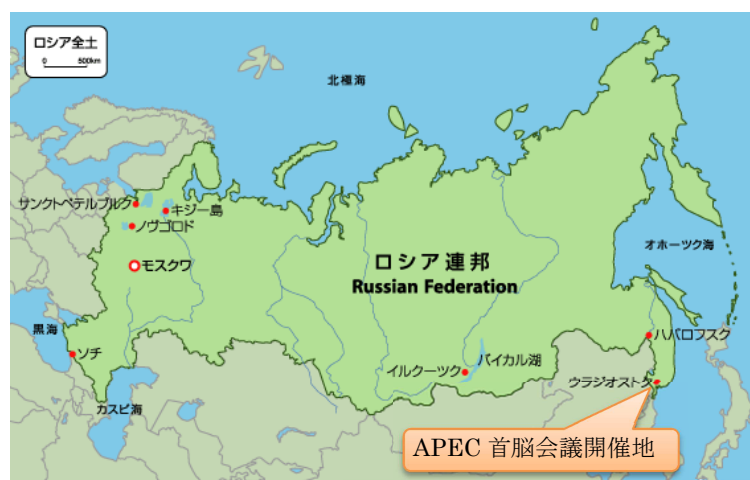 ロシア全土
0 500km
北極海
サンクトペテルブルク
キジー島
ノヴゴロド
オホーツク海
ロシア連邦
Russian Federation
モスクワ
黒海
ハバロフスク
ソチ
バイカル湖
イルクーツク
ウラジオストク
カスピ海
APEC 首脳会議開催地